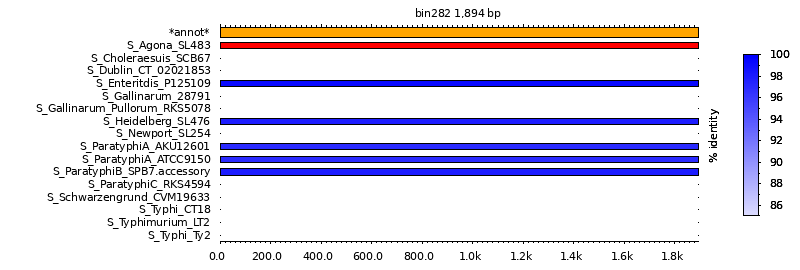 bin282 1,894 bp
*annot*
S_Agona_SL483
S_Choleraesuis_SCB67
S_Dublin_CT_02021853
S_Enteritdis_P125109
S_Gallinarum_28791
S_Gallinarum_Pullorum_RKS5078
S_Heidelberg_SL476
S_Newport_SL254
S_ParatyphiA_AKU12601
S_ParatyphiA_ATCC9150
S_ParatyphiB_SPB7.accessory
S_ParatyphiC_RKS4594
S_Schwarzengrund_CVM19633
S_Typhi_CT18
S_Typhimurium_LT2
S_Typhi_Ty2
0.0 200.0 400.0 600.0 800.0 1.0k 1.2k 1.4k 1.6k 1.8k
% identity
100
98
96
94
92
90
88
86